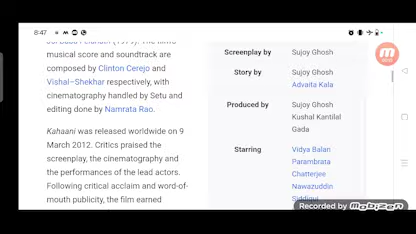 8:47
musical score and soundtrack are
composed by Clinton Cerejo and
Vishal–Shekhar respectively, with
cinematography handled by Setu and
editing done by Namrata Rao.
Kahaani was released worldwide on 9
March 2012. Critics praised the
screenplay, the cinematography and
the performances of the lead actors.
Following critical acclaim and word-of-
mouth publicity, the film earned
Screenplay by Sujoy Ghosh
Story by Sujoy Ghosh
Advaita Kala
Produced by Sujoy Ghosh
Kushal Kantilal
Gada
Starring Vidya Balan
Parambrata
Chatterjee
Nawazuddin
Siddiqui
Recorded by MOBIZEN